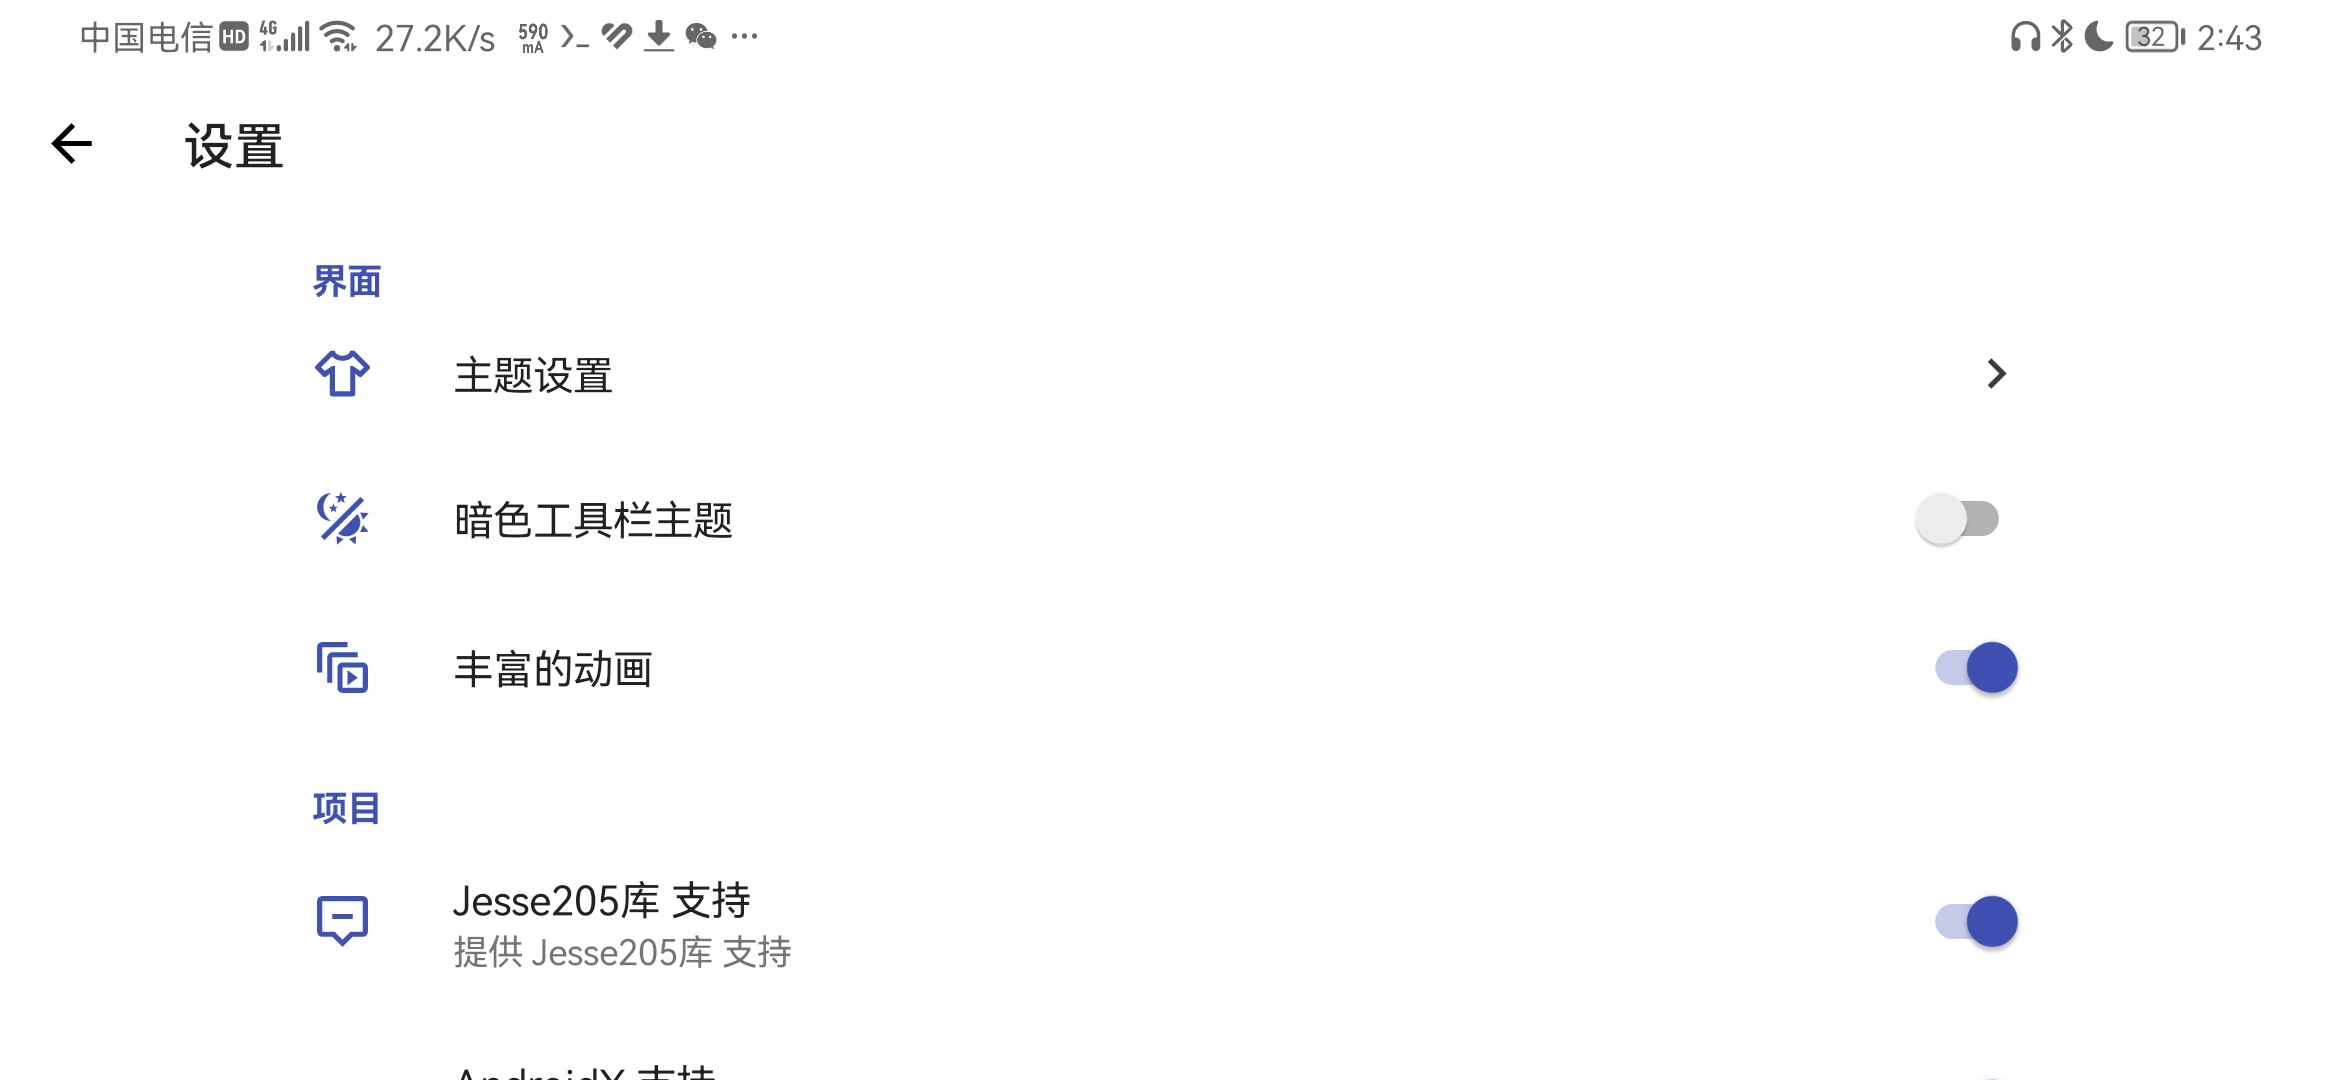 中国电信 HD 4G 27.2K/s 590 mA 32 2:43
设置
界面
主题设置
暗色工具栏主题
丰富的动画
项目
Jesse205库 支持
提供 Jesse205库 支持
AndroidX 支持